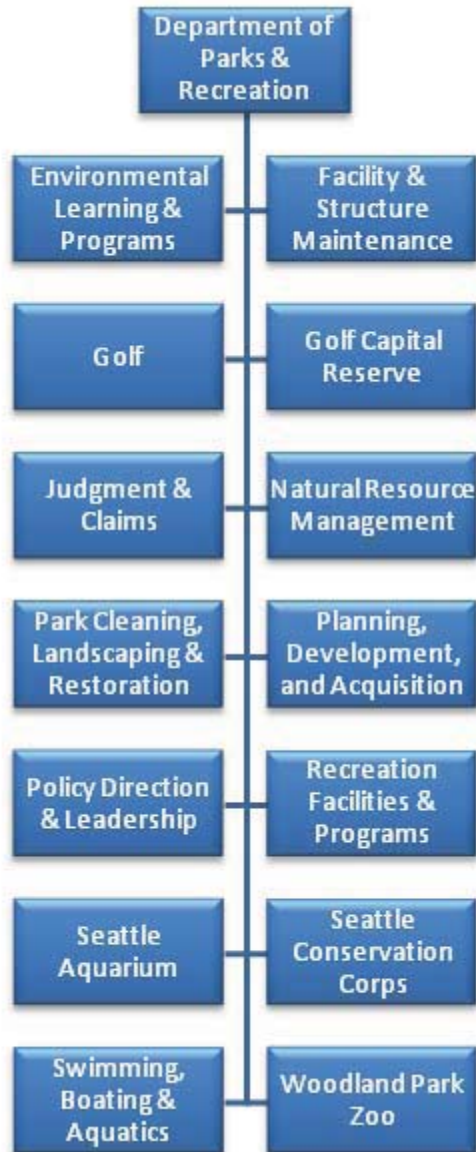 Department of
Parks &
Recreation
Environmental
Learning &
Programs
Facility &
Structure
Maintenance
Golf
Golf Capital
Reserve
Judgment &
Claims
Natural Resource
Management
Park Cleaning,
Landscaping &
Restoration
Planning,
Development,
and Acquisition
Policy Direction
& Leadership
Recreation
Facilities &
Programs
Seattle
Aquarium
Seattle
Conservation
Corps
Swimming,
Boating &
Aquatics
Woodland Park
Zoo